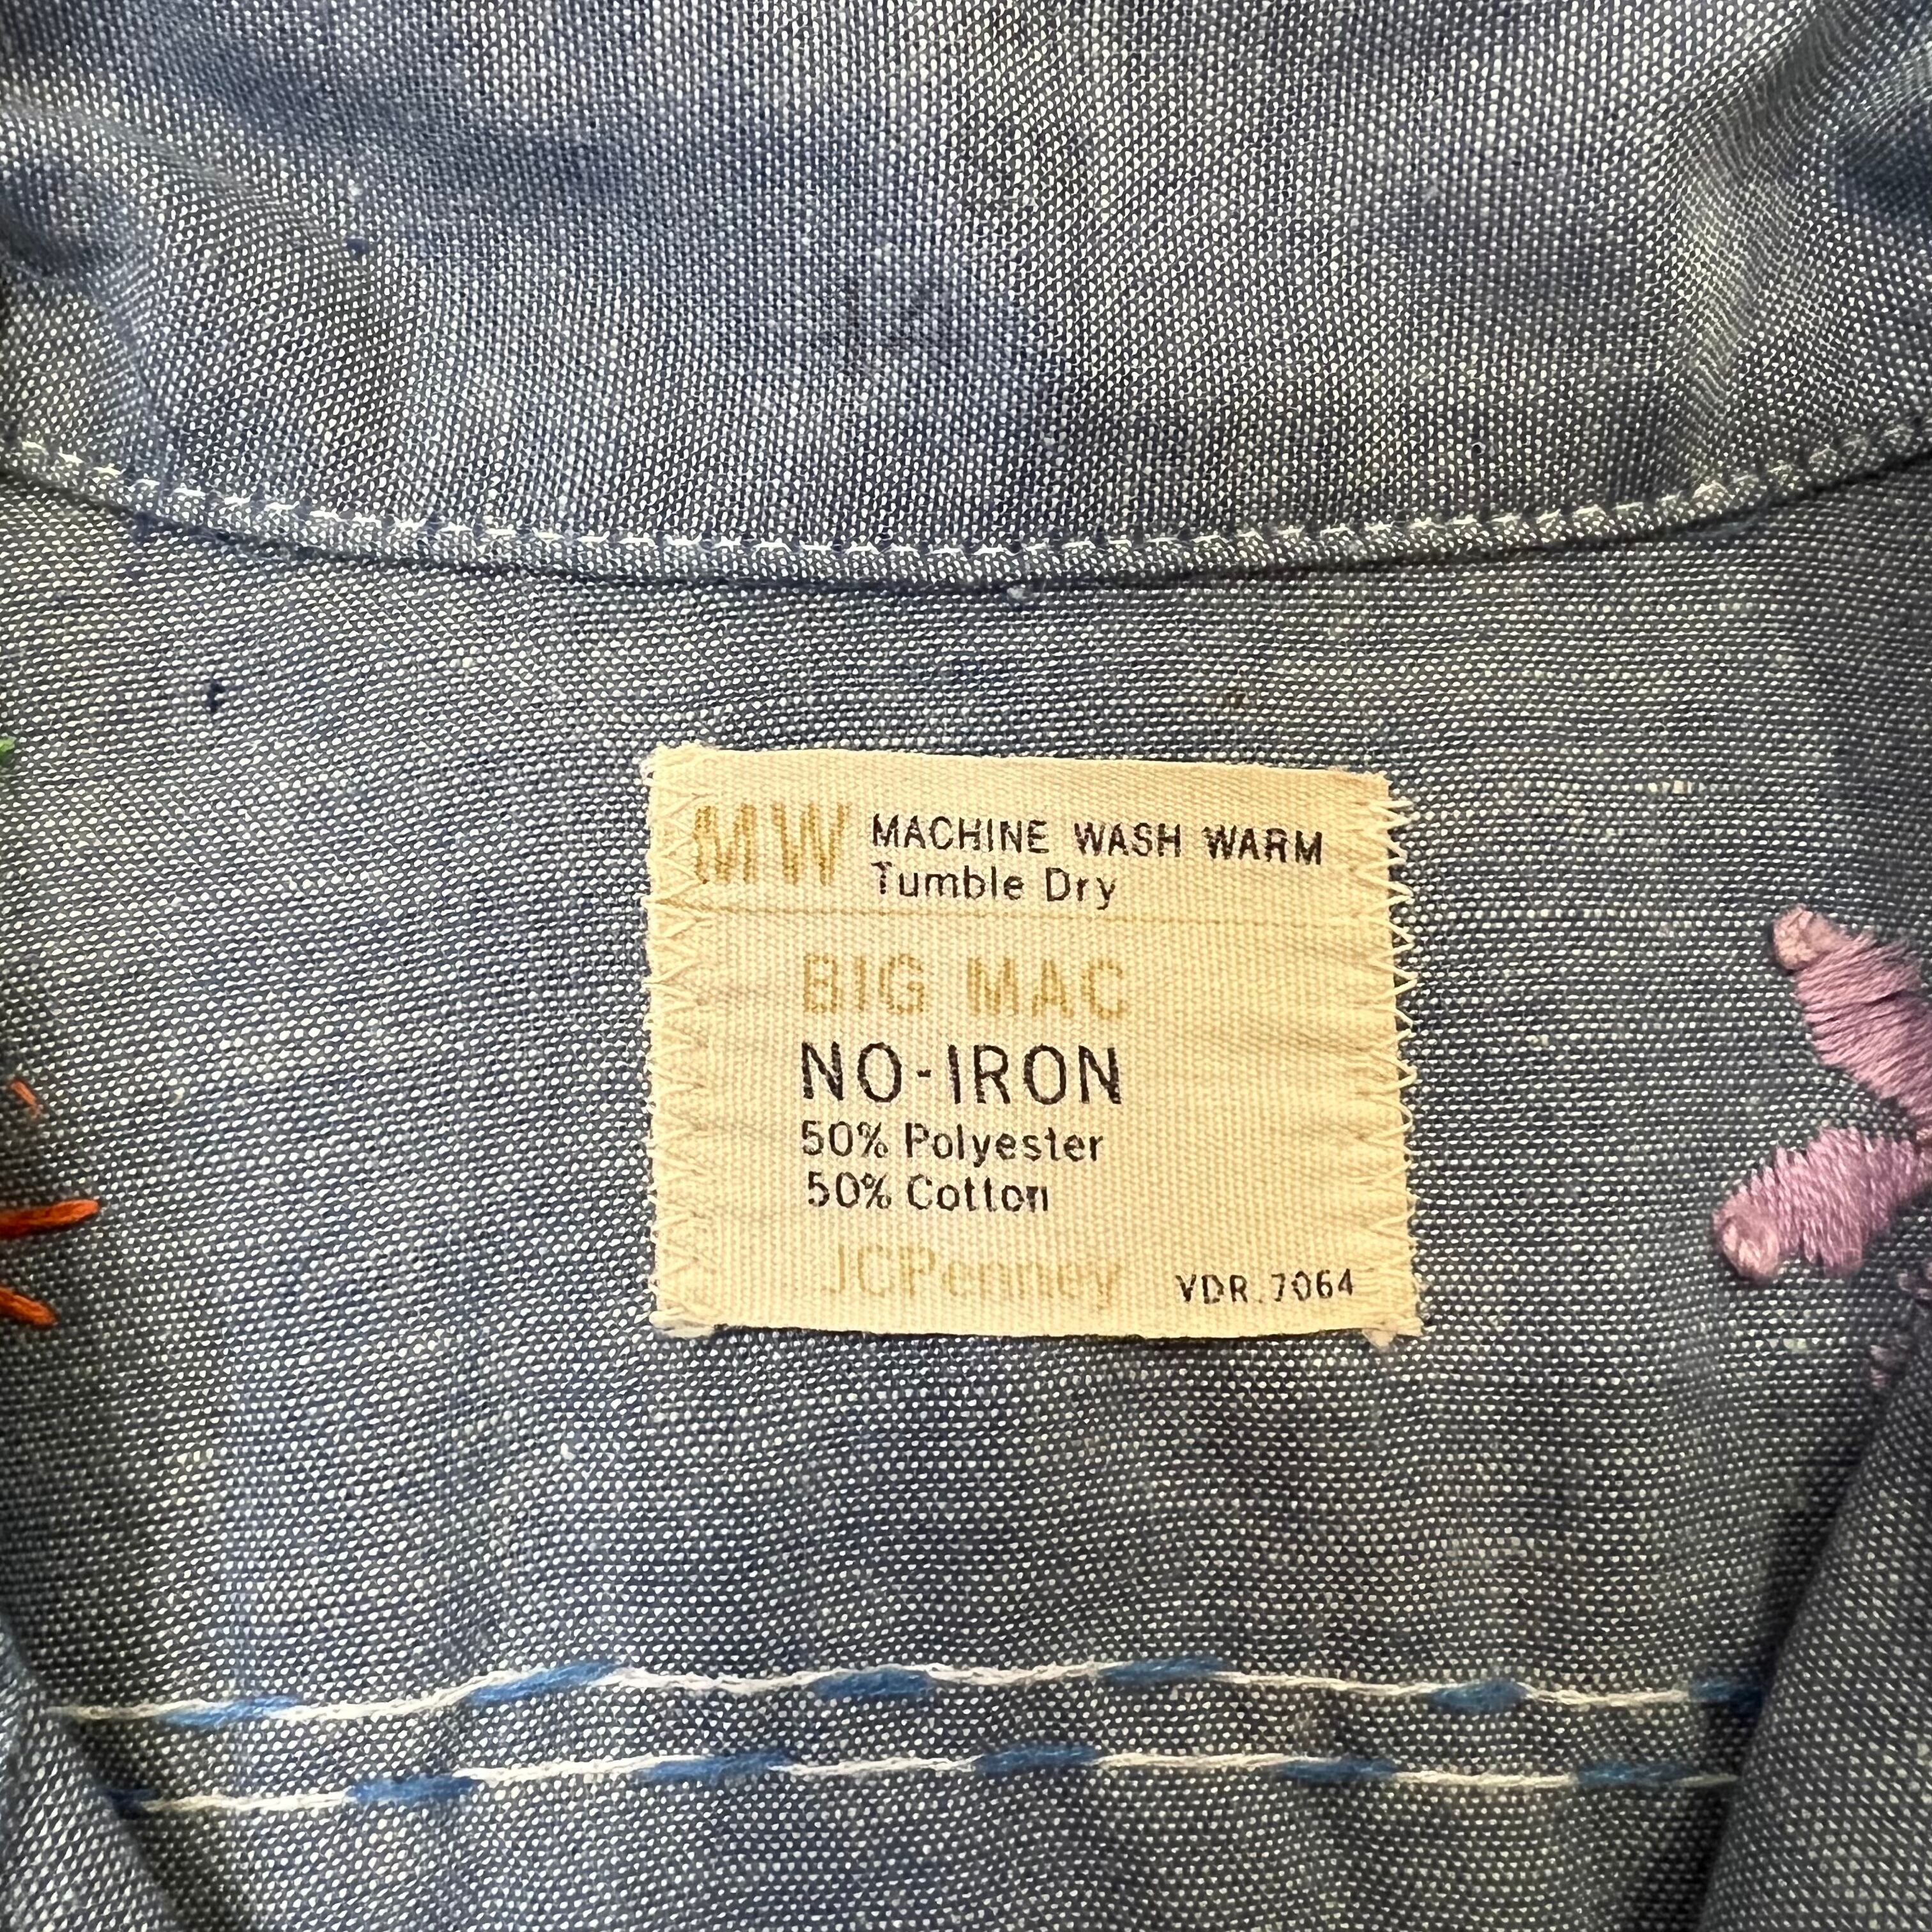 MW MACHINE WASH WARM
Tumble Dry
BIG MAC
NO-IRON
50% Polyester
50% Cotton
JCPenney VDR. 7064